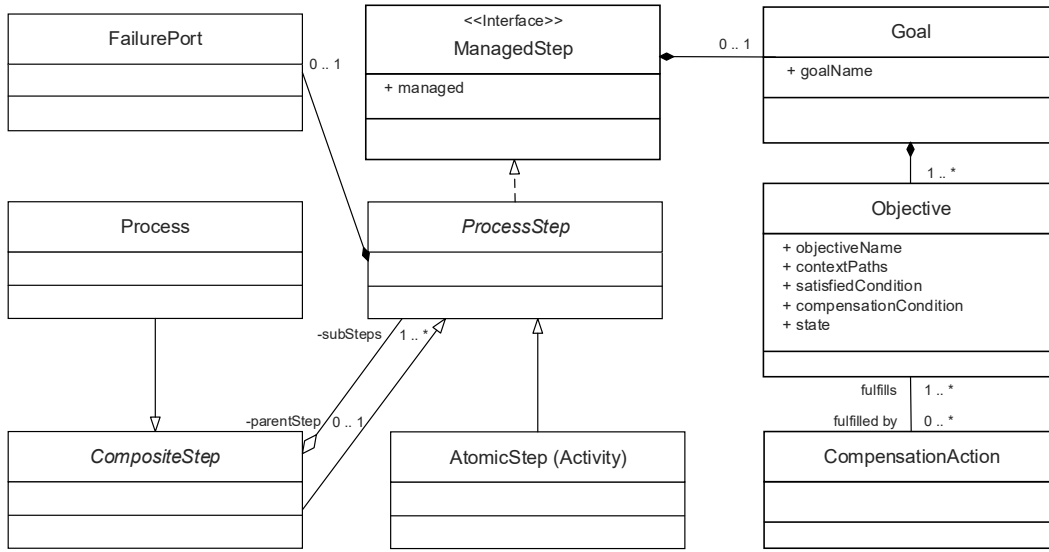 FailurePort
0 .. 1
<<Interface>>
ManagedStep
+ managed
0 .. 1
Goal
+ goalName
1 .. *
Process
ProcessStep
Objective
+ objectiveName
+ contextPaths
+ satisfiedCondition
+ compensationCondition
+ state
-subSteps
1 .. *
-parentStep
0 .. 1
fulfills
1 .. *
fulfilled by
0 .. *
CompositeStep
AtomicStep (Activity)
CompensationAction